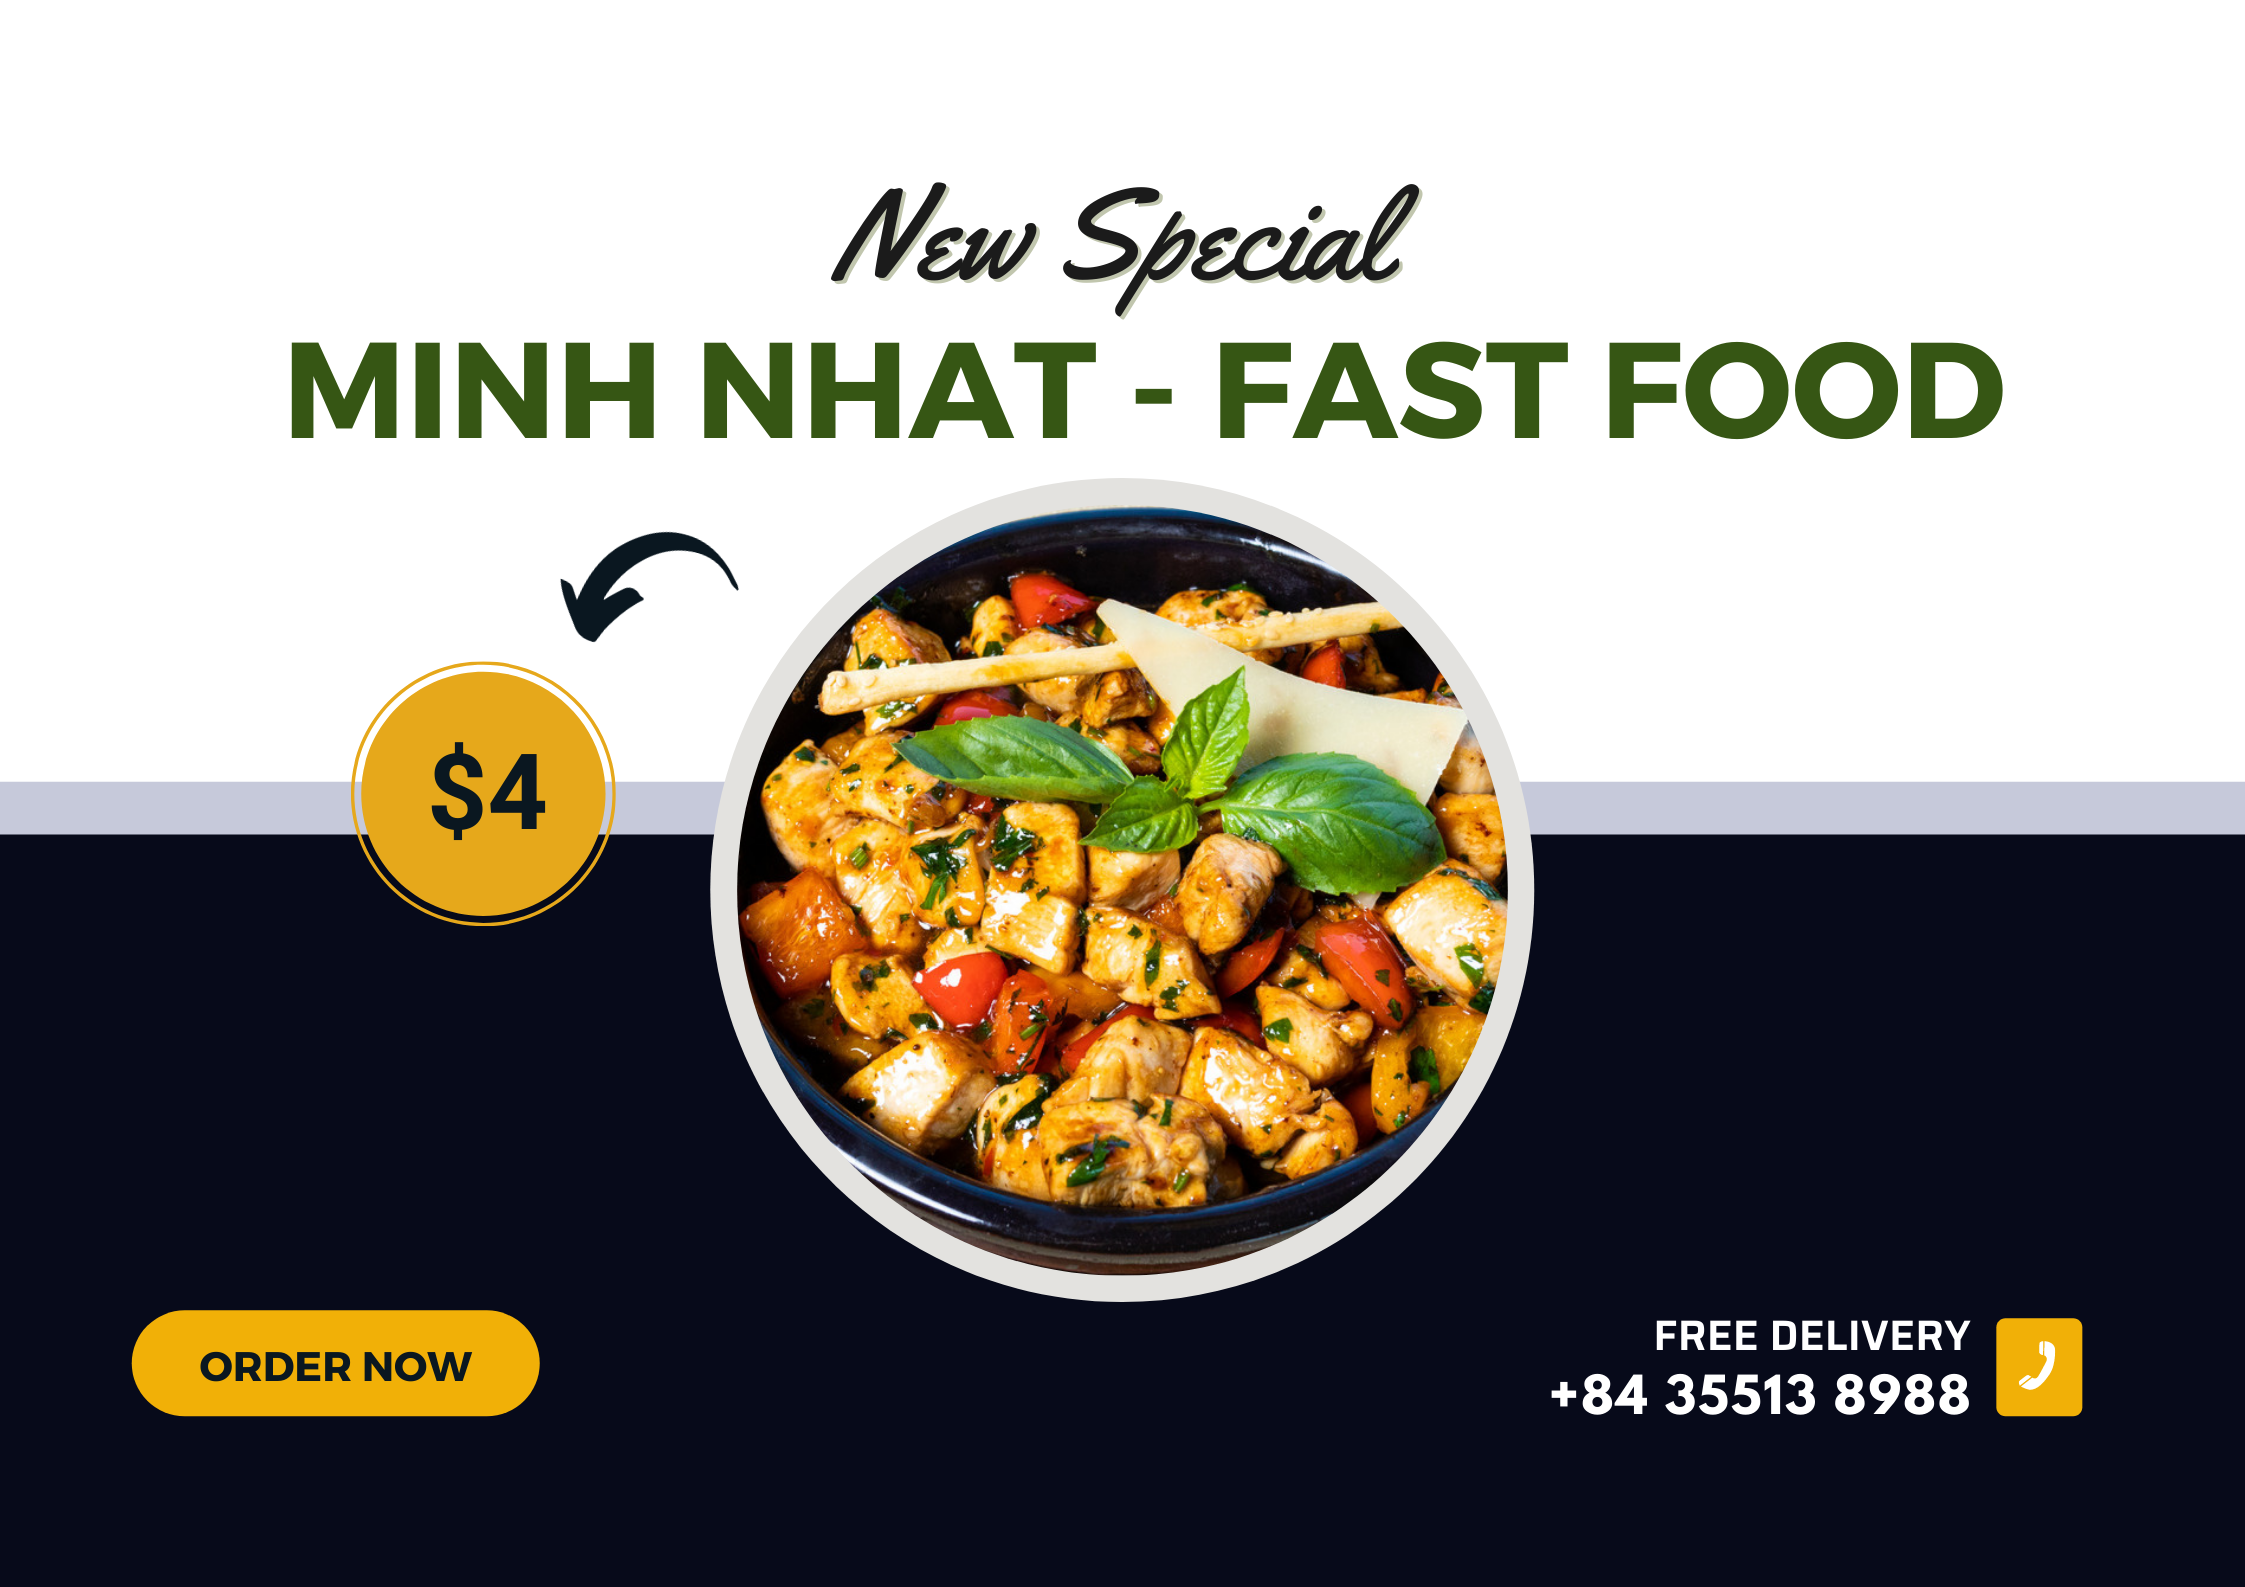 New Special
MINH NHAT - FAST FOOD
$4
ORDER NOW
FREE DELIVERY
+84 35513 8988